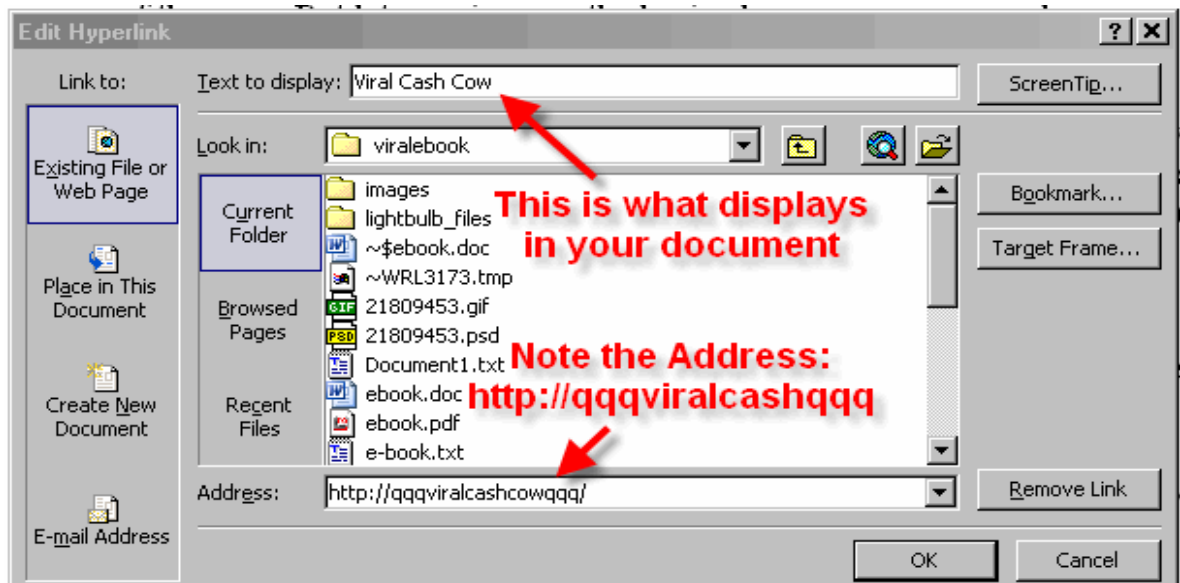 Edit Hyperlink
Link to:
Text to display: Viral Cash Cow
ScreenTip...
Existing File or
Web Page
Look in: viralebook
Current
Folder
Browsed
Pages
Recent
Files
images
lightbulb_files
~$ebook.doc
~WRL3173.tmp
21809453.gif
21809453.psd
Document1.txt
ebook.doc
ebook.pdf
e-book.txt
This is what displays
in your document
Note the Address:
http://qqqviralcashqqq
Bookmark...
Target Frame...
Place in This
Document
Create New
Document
E-mail Address
Address: http://qqqviralcashcowqqq/
Remove Link
OK
Cancel